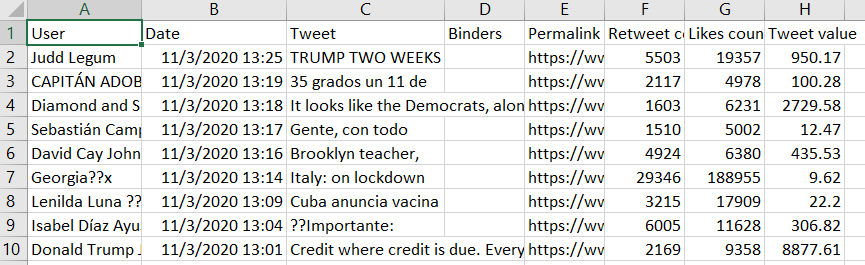 A B C D E F G H
1 User Date Tweet Binders Permalink Retweet co Likes coun Tweet value
2 Judd Legum 11/3/2020 13:25 TRUMP TWO WEEKS https://wv 5503 19357 950.17
3 CAPITÁN ADOB 11/3/2020 13:19 35 grados un 11 de https://wv 2117 4978 100.28
4 Diamond and S 11/3/2020 13:18 It looks like the Democrats, alon https://wv 1603 6231 2729.58
5 Sebastián Camp 11/3/2020 13:17 Gente, con todo https://wv 1510 5002 12.47
6 David Cay John 11/3/2020 13:16 Brooklyn teacher, https://wv 4924 6380 435.53
7 Georgia??x 11/3/2020 13:14 Italy: on lockdown https://wv 29346 188955 9.62
8 Lenilda Luna ?? 11/3/2020 13:09 Cuba anuncia vacina https://wv 3215 17909 22.2
9 Isabel Díaz Ayu 11/3/2020 13:04 ??Importante: https://wv 6005 11628 306.82
10 Donald Trump J 11/3/2020 13:01 Credit where credit is due. Every https://wv 2169 9358 8877.61